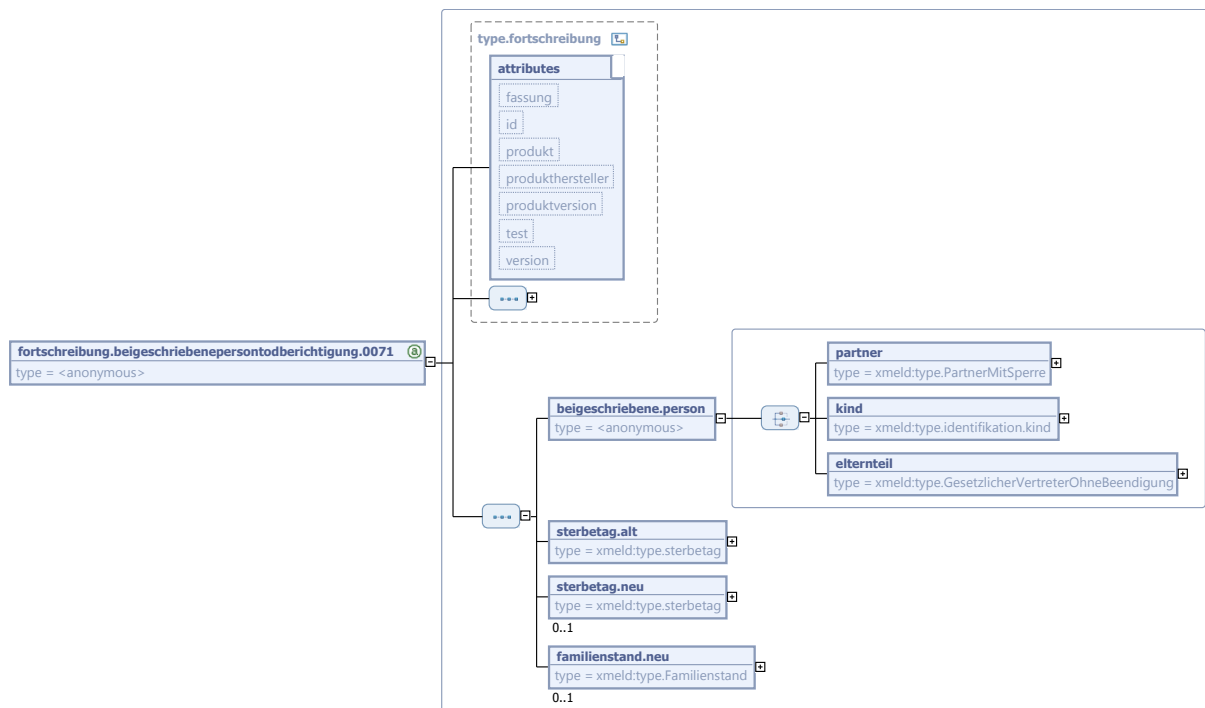 type.fortschreibung
attributes
fassung
id
produkt
produkthersteller
produktversion
test
version
fortschreibung.beigeschriebenepersontodberichtigung.0071
type = <anonymous>
beigeschriebene.person
type = <anonymous>
partner
type = xmeld:type.PartnerMitSperre
kind
type = xmeld:type.identifikation.kind
elternteil
type = xmeld:type.GesetzlicherVertreterOhneBeendigung
sterbetag.alt
type = xmeld:type.sterbetag
sterbetag.neu
type = xmeld:type.sterbetag
0..1
familienstand.neu
type = xmeld:type.Familienstand
0..1